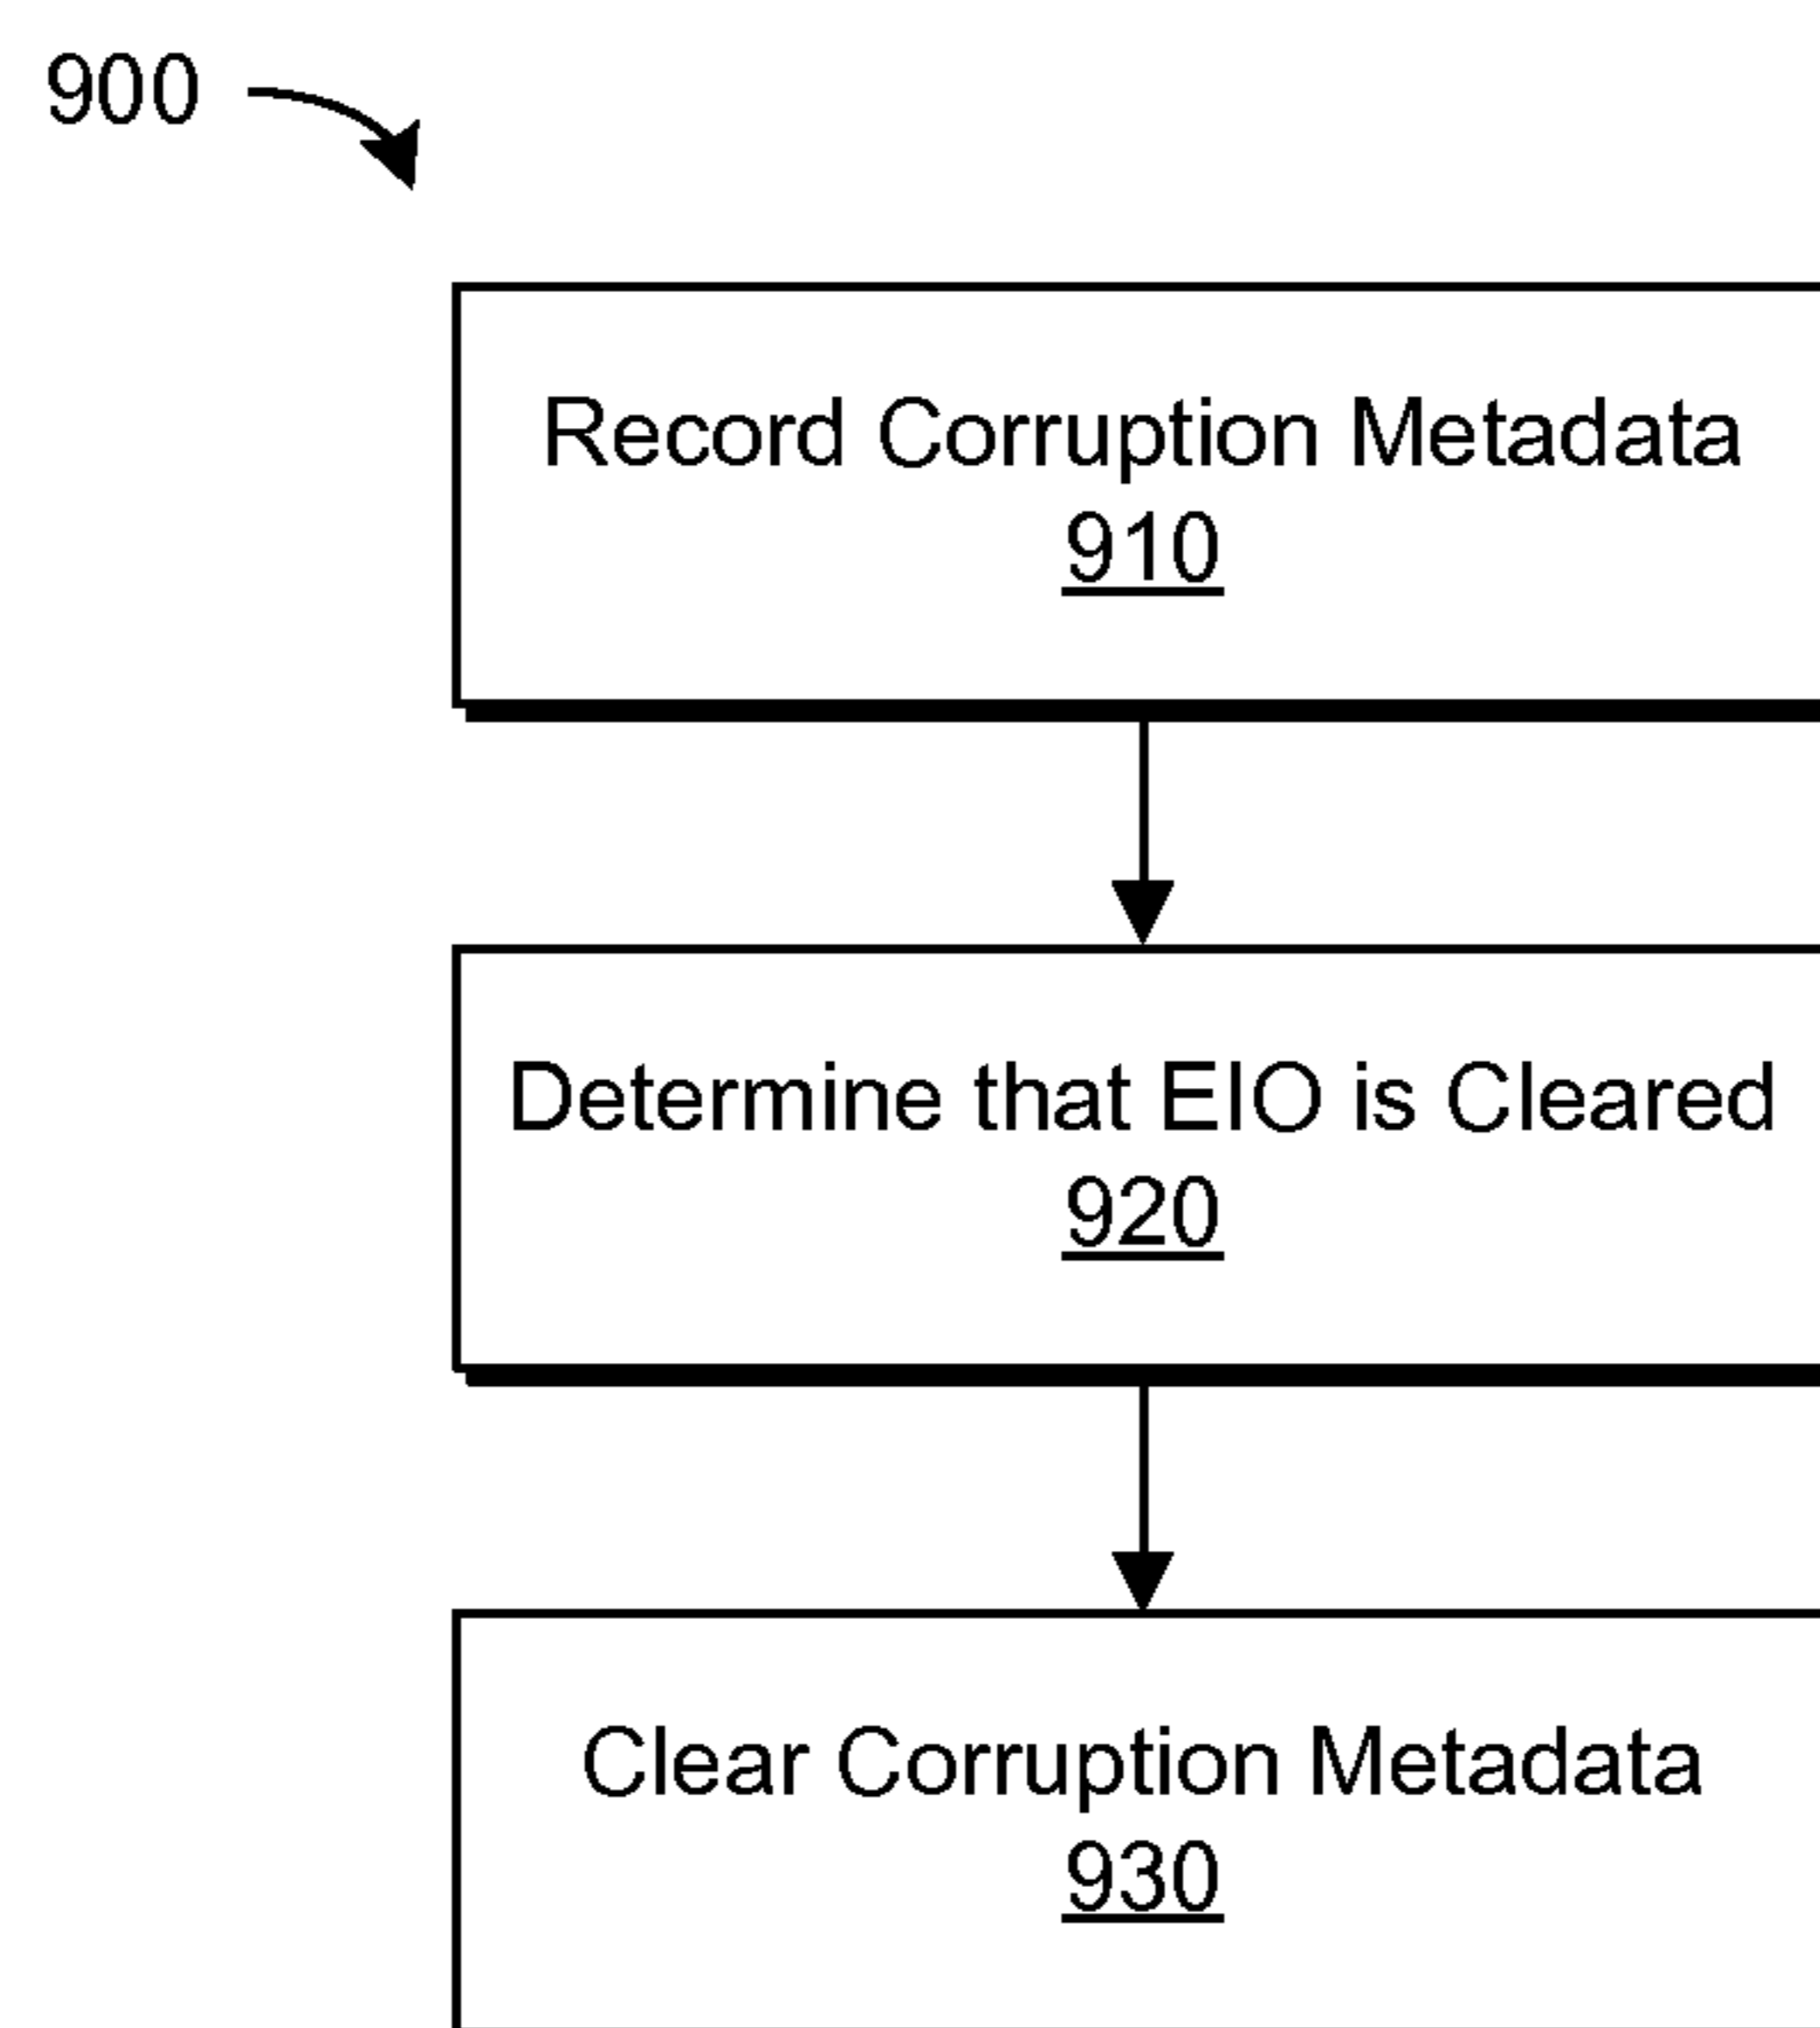 900
Record Corruption Metadata
910
Determine that EIO is Cleared
920
Clear Corruption Metadata
930